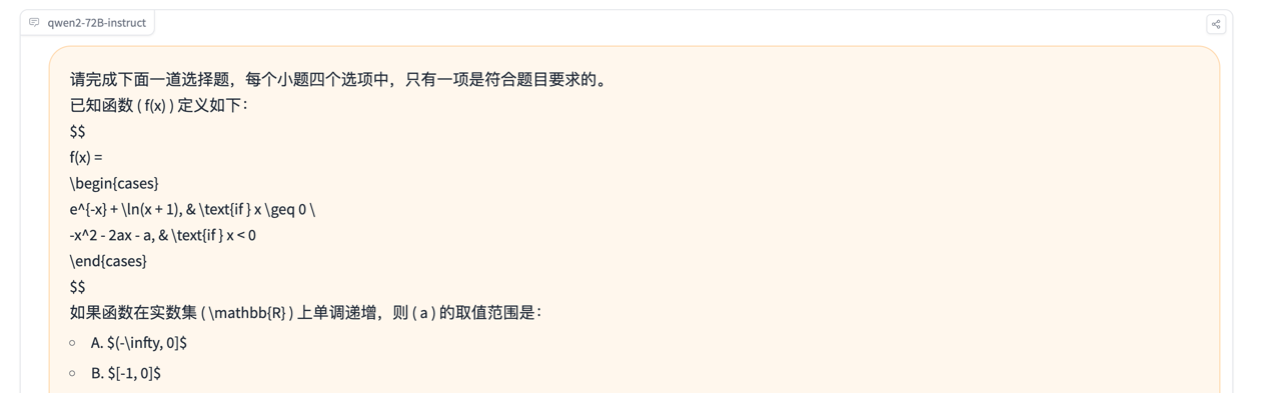 qwen2-72B-instruct
请完成下面一道选择题，每个小题四个选项中，只有一项是符合题目要求的。
已知函数 ( f(x) ) 定义如下：
$$
f(x) =
\begin{cases}
e^{-x} + \ln(x + 1), & \text{if } x \geq 0 \
-x^2 - 2ax - a, & \text{if } x < 0
\end{cases}
$$
如果函数在实数集 ( \mathbb{R} ) 上单调递增，则 ( a ) 的取值范围是：
A. $(-\infty, 0]$
B. $[-1, 0]$